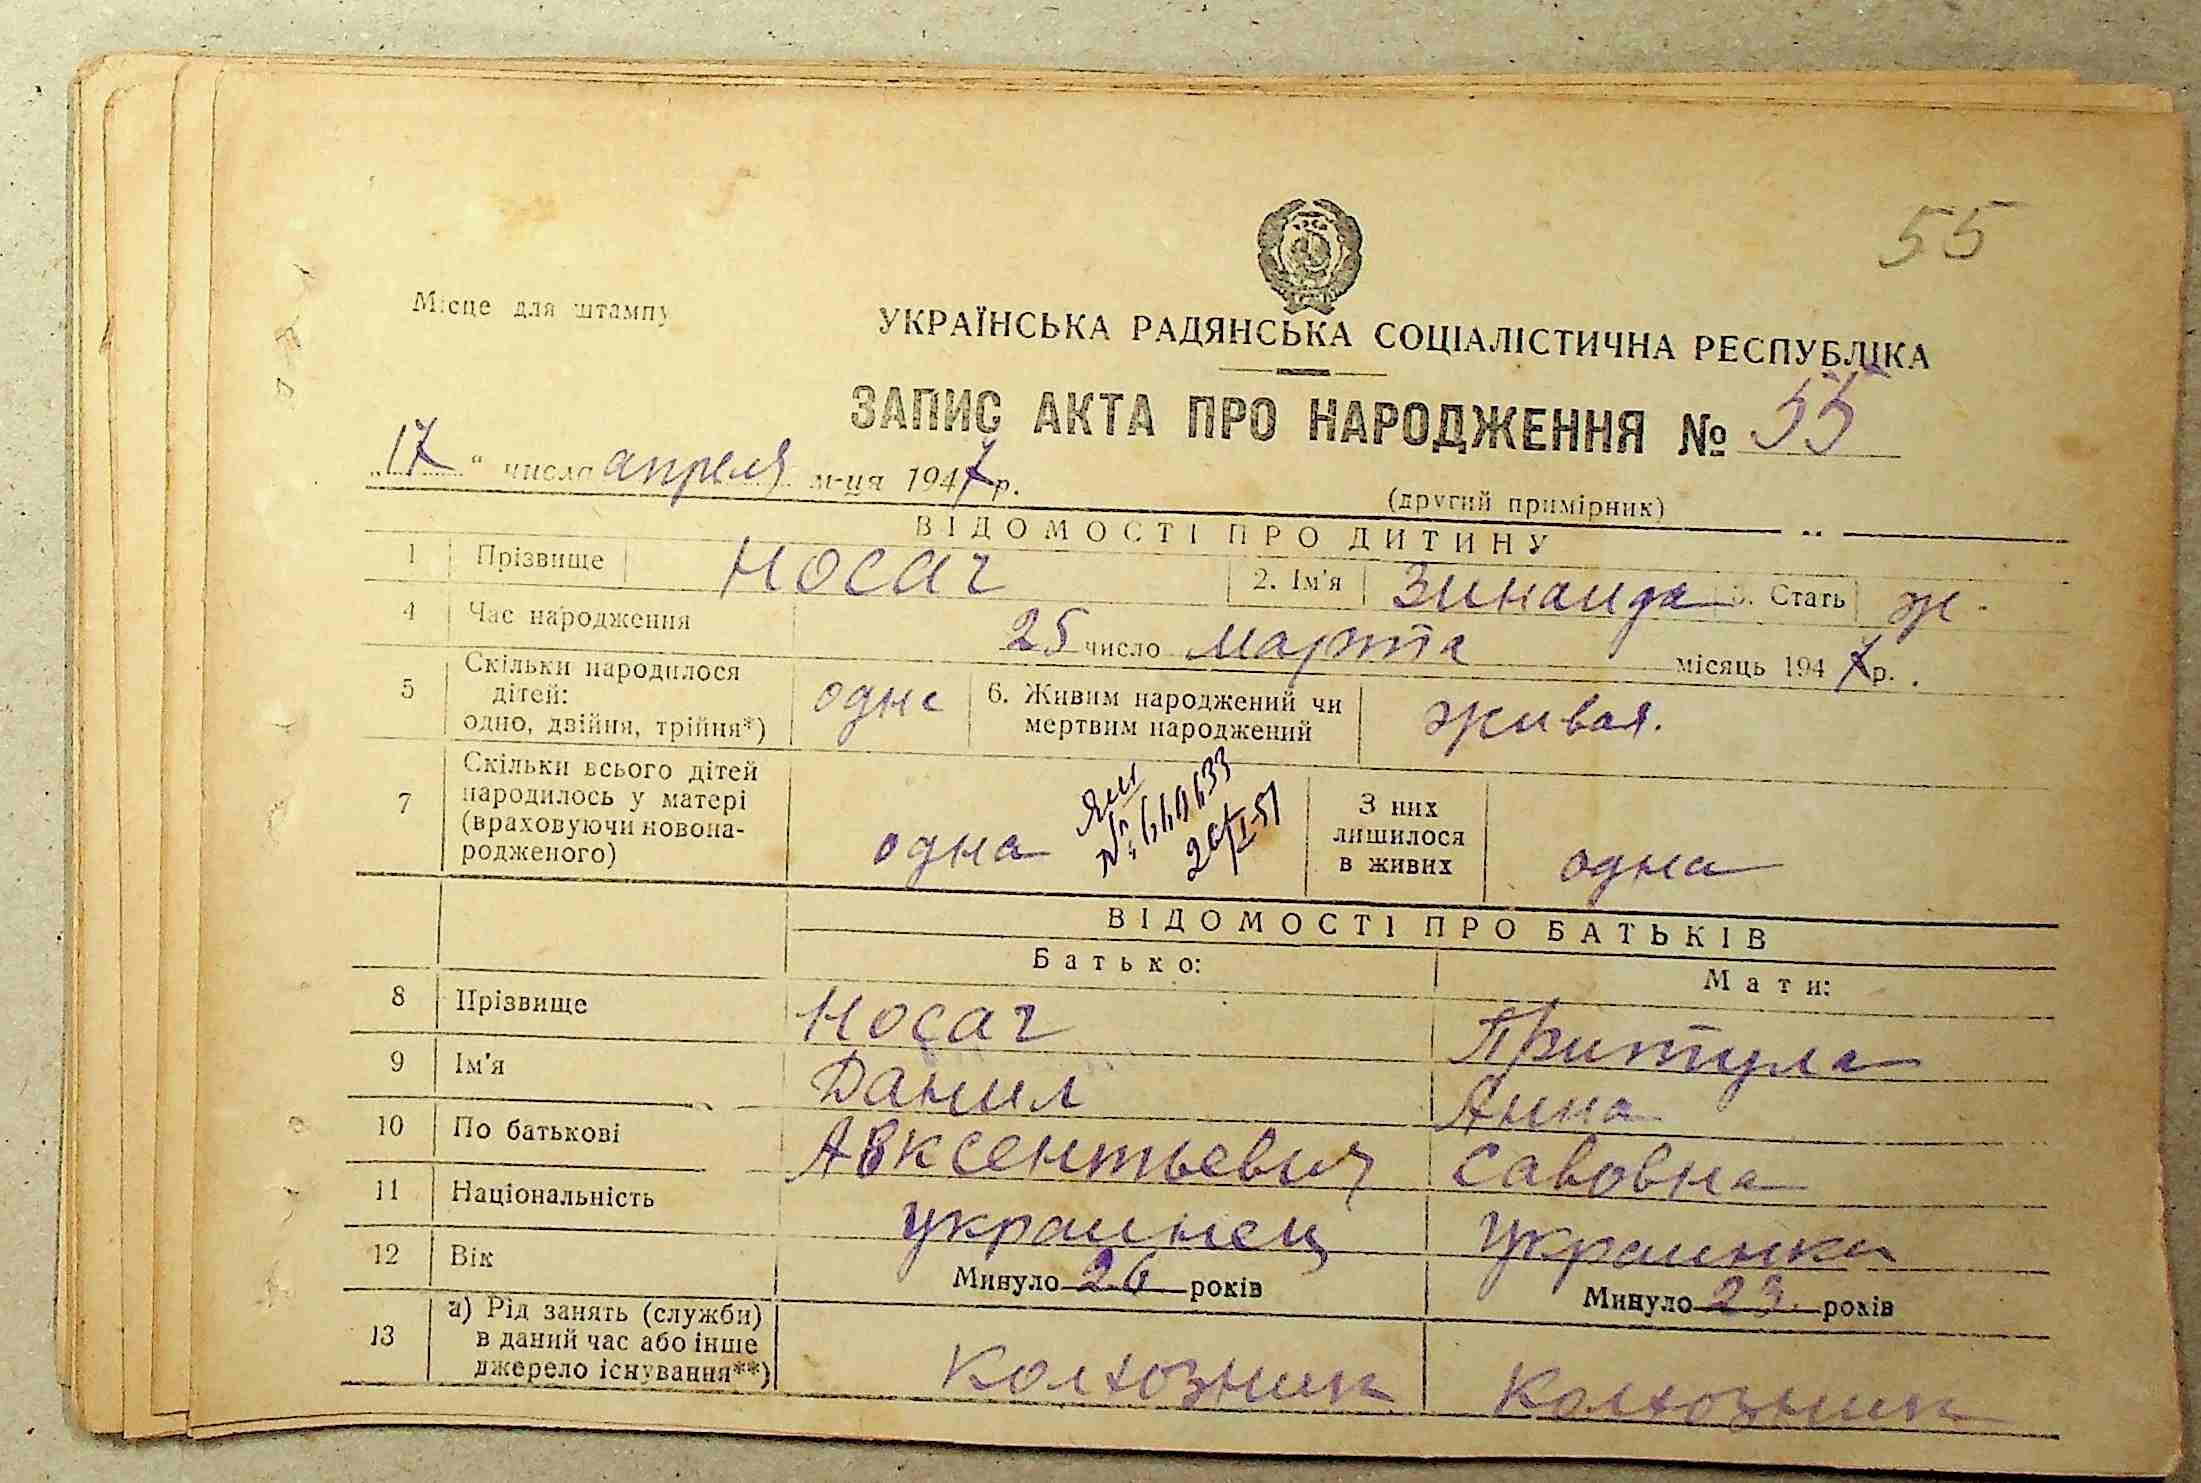 55
Місце для штампу
УКРАЇНСЬКА РАДЯНСЬКА СОЦІАЛІСТИЧНА РЕСПУБЛІКА
ЗАПИС АКТА ПРО НАРОДЖЕННЯ № 55
„17“ числа апреля м-ця 1947 р.
(другий примірник)
ВІДОМОСТІ ПРО ДИТИНУ
1 Прізвище Носач 2. Ім'я Зинаида 3. Стать ж.
4 Час народження 25 число марта місяць 1947 р.
5 Скільки народилося дітей: одно, двійня, трійня*) одна 6. Живим народжений чи мертвим народжений живая.
7 Скільки всього дітей народилось у матері (враховуючи новонародженого) одна З них лишилося в живих одна
26/I-51
ВІДОМОСТІ ПРО БАТЬКІВ
Батько: Мати:
8 Прізвище Носач Притула
9 Ім'я Данил Анна
10 По батькові Авксентьевич Савовна
11 Національність украинец украинка
12 Вік Минуло 26 років Минуло 23 років
13 а) Рід занять (служби) в даний час або інше джерело існування**) Колхозник Колхозник